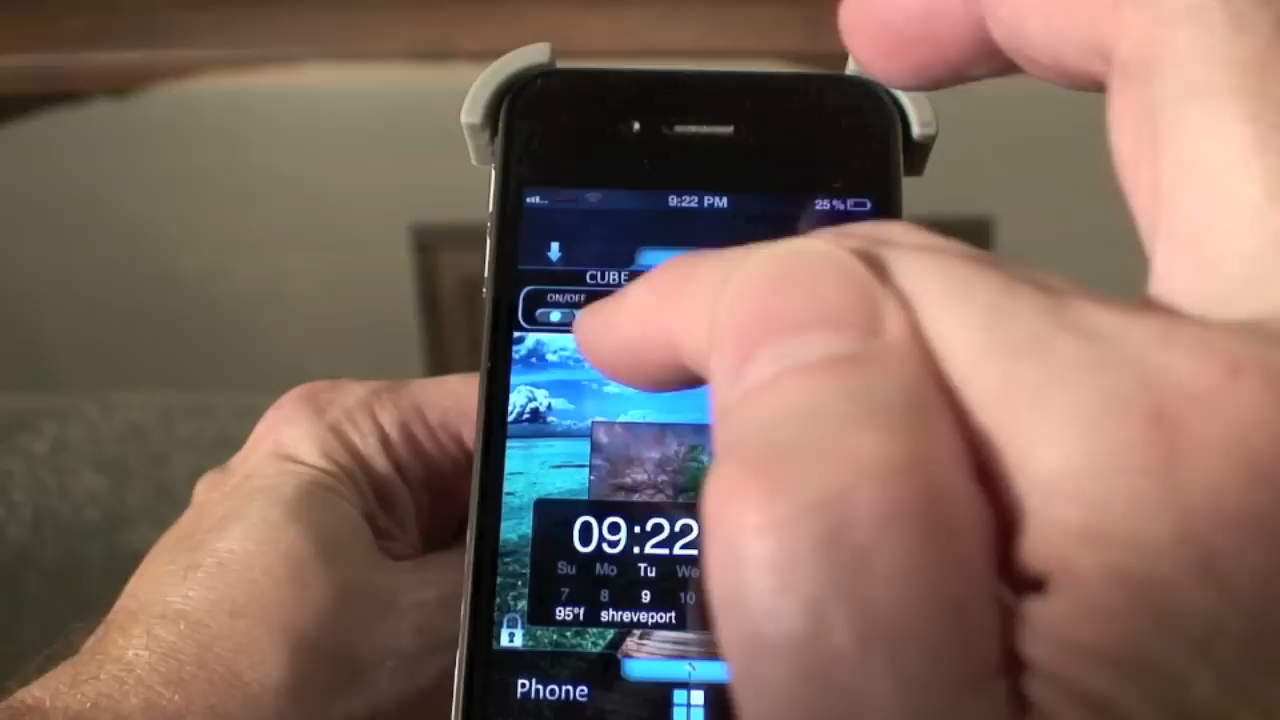 9:22 PM 25%
CUBE
ON/OFF
09:22
Su Mo Tu We
7 8 9 10
95°f shreveport
Phone